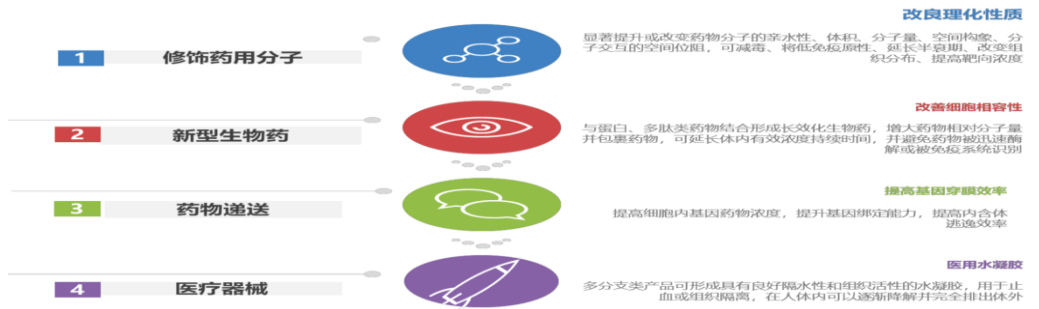 改良理化性质
1
修饰药用分子
显著提升或改变药物分子的亲水性、体积、分子量、空间构象、分
子交互的空间位阻，可减毒、将低免疫原性、延长半衰期、改变组
织分布、提高靶向浓度
改善细胞相容性
2
新型生物药
与蛋白、多肽类药物结合形成长效化生物药，增大药物相对分子量
并包裹药物，可延长体内有效浓度持续时间，并避免药物被迅速酶
解或被免疫系统识别
提高基因穿膜效率
3
药物递送
提高细胞内基因药物浓度，提升基因绑定能力，提高内含体
逃逸效率
医用水凝胶
4
医疗器械
多分支类产品可形成具有良好隔水性和组织活性的水凝胶，用于止
血或组织隔离，在人体内可以逐渐降解并完全排出体外